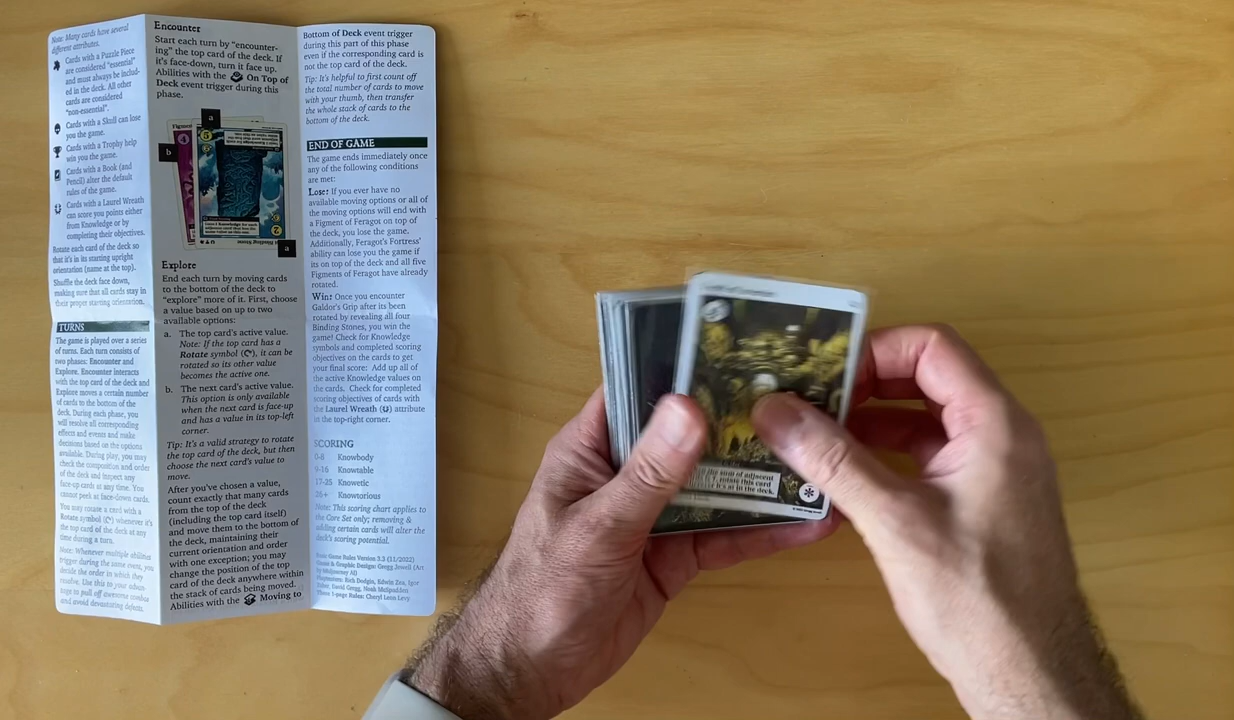 Note: Many cards have several
different attributes.
Cards with a Puzzle Piece
are considered "essential"
and must always be includ-
ed in the deck. All other
cards are considered
"non-essential".
Cards with a Skull can lose
you the game.
Cards with a Trophy help
win you the game.
Cards with a Book (and
Pencil) alter the default
rules of the game.
Cards with a Laurel Wreath
can score you points either
from Knowledge or by
completing their objectives.
Rotate each card of the deck so
that it's in its starting upright
orientation (name at the top).
Shuffle the deck face down,
making sure that all cards stay in
their proper starting orientation.
TURNS
The game is played over a series
of turns. Each turn consists of
two phases: Encounter and
Explore. Encounter interacts
with the top card of the deck and
Explore moves a certain number
of cards to the bottom of the
deck. During each phase, you
will resolve all corresponding
effects and events and make
decisions based on the options
available. During play, you may
check the composition and order
of the deck and inspect any
face-up cards at any time. You
cannot peek at face-down cards.
You may rotate a card with the
Rotate symbol () whenever it's
the top card of the deck at any
time during a turn.
Note: Whenever multiple abilities
trigger during the same event, you
decide the order in which they
resolve. Use this to your advan-
tage to pull off awesome combos
and avoid devastating defeats.
Encounter
Start each turn by "encounter-
ing" the top card of the deck. If
it's face-down, turn it face up.
Abilities with the On Top of
Deck event trigger during this
phase.
a
b
a
Explore
End each turn by moving cards
to the bottom of the deck to
"explore" more of it. First, choose
a value based on up to two
available options:
a. The top card's active value.
Note: If the top card has a
Rotate symbol (), it can be
rotated so its other value
becomes the active one.
b. The next card's active value.
This option is only available
when the next card is face-up
and has a value in its top-left
corner.
Tip: It's a valid strategy to rotate
the top card of the deck, but then
choose the next card's value to
move.
After you've chosen a value,
count exactly that many cards
from the top of the deck
(including the top card itself)
and move them to the bottom of
the deck, maintaining their
current orientation and order
with one exception; you may
change the position of the top
card of the deck anywhere within
the stack of cards being moved.
Abilities with the Moving to
Bottom of Deck event trigger
during this part of this phase
even if the corresponding card is
not the top card of the deck.
Tip: It's helpful to first count off
the total number of cards to move
with your thumb, then transfer
the whole stack of cards to the
bottom of the deck.
END OF GAME
The game ends immediately once
any of the following conditions
are met:
Lose: If you ever have no
available moving options or all of
the moving options will end with
a Figment of Feragot on top of
the deck, you lose the game.
Additionally, Feragot's Fortress'
ability can lose you the game if
its on top of the deck and all five
Figments of Feragot have already
rotated.
Win: Once you encounter
Galdor's Grip after its been
rotated by revealing all four
Binding Stones, you win the
game! Check for Knowledge
symbols and completed scoring
objectives on the cards to get
your final score: Add up all of
the active Knowledge values on
the cards. Check for completed
scoring objectives of cards with
the Laurel Wreath () attribute
in the top-right corner.
SCORING
0-8 Knowbody
9-16 Knowtable
17-25 Knowetic
26+ Knowtorious
Note: This scoring chart applies to
the Core Set only; removing &
adding certain cards will alter the
deck's scoring potential.
Game Rules Version 3.3 (11/2022)
the sum of adjacent
rotate this card